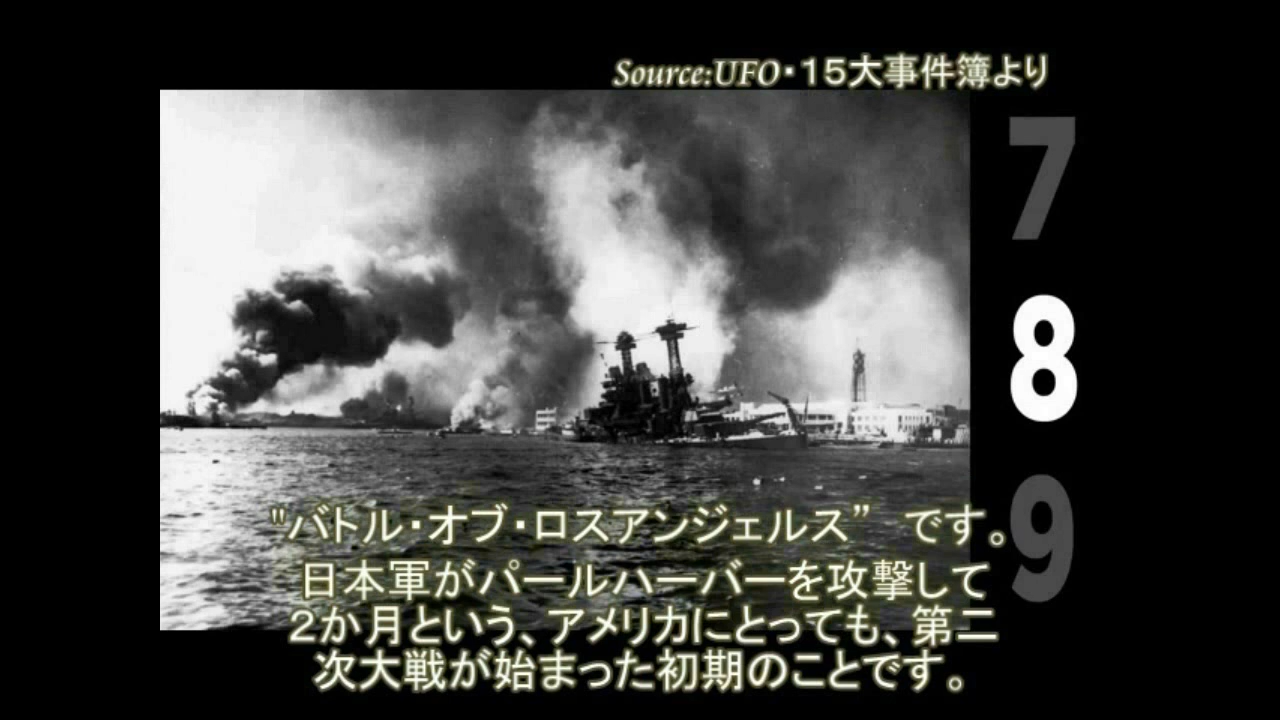 Source:UFO・１５大事件簿より
7
8
9
"バトル・オブ・ロスアンジェルス” です。
日本軍がパールハーバーを攻撃して
２か月という、アメリカにとっても、第二
次大戦が始まった初期のことです。